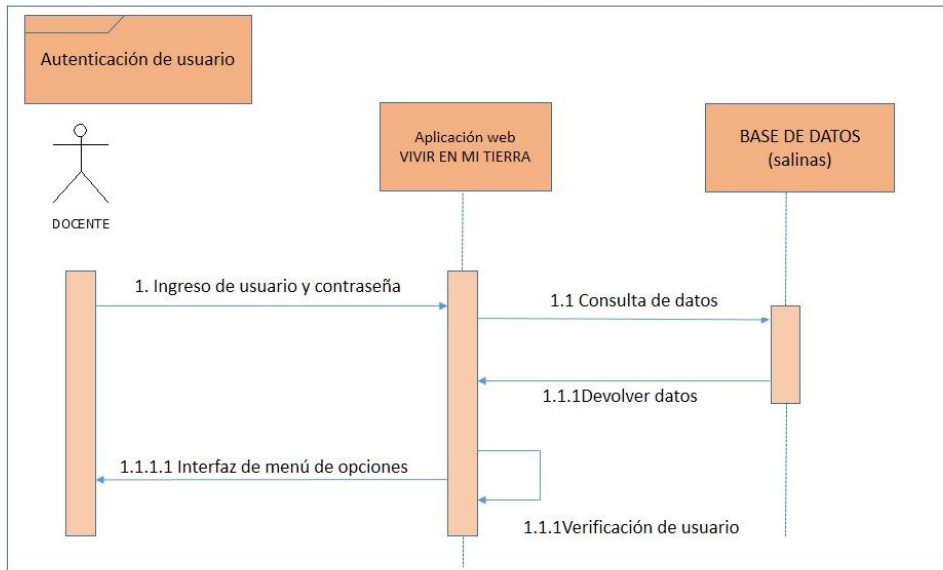 Autenticación de usuario
Aplicación web
VIVIR EN MI TIERRA
BASE DE DATOS
(salinas)
DOCENTE
1. Ingreso de usuario y contraseña
1.1 Consulta de datos
1.1.1Devolver datos
1.1.1.1 Interfaz de menú de opciones
1.1.1Verificación de usuario